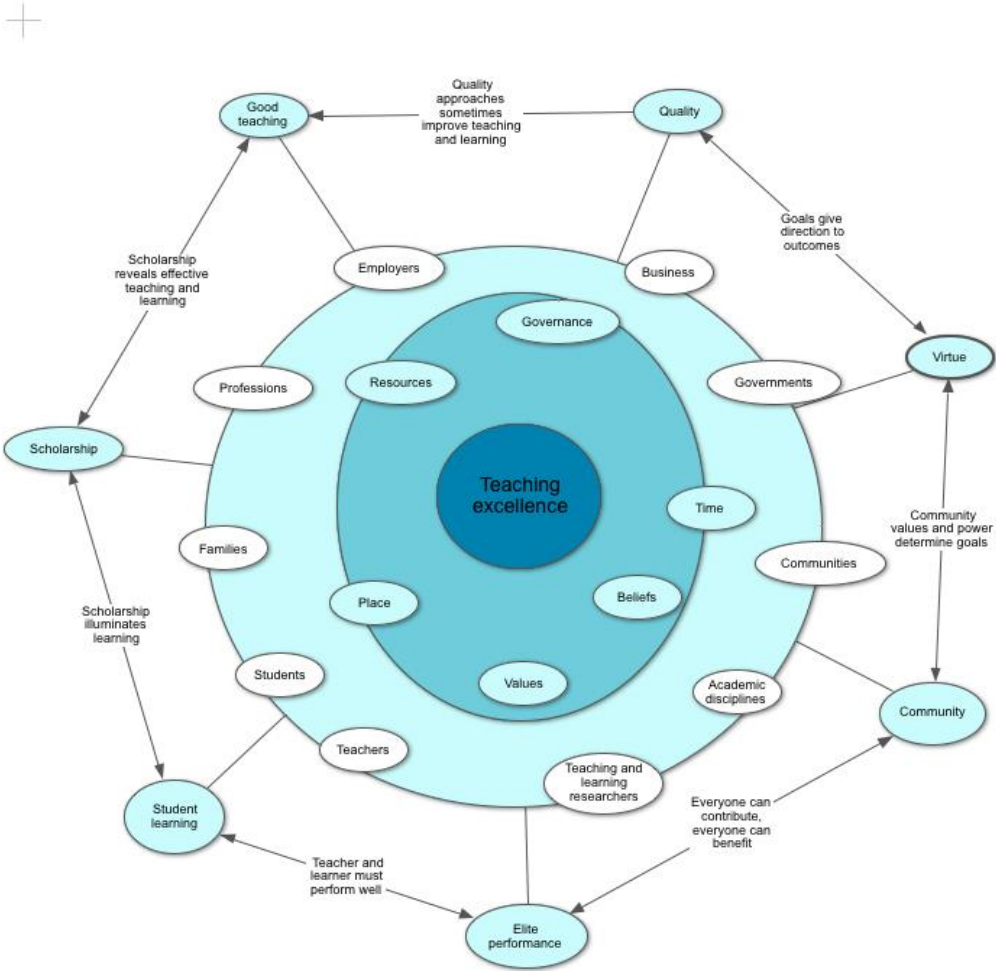 Quality
approaches
sometimes
improve teaching
and learning
Good
teaching
Quality
Goals give
direction to
outcomes
Scholarship
reveals effective
teaching and
learning
Employers
Business
Governance
Virtue
Professions
Resources
Governments
Scholarship
Teaching
excellence
Time
Community
values and power
determine goals
Families
Communities
Place
Beliefs
Scholarship
illuminates
learning
Students
Values
Academic
disciplines
Community
Teachers
Teaching and
learning
researchers
Student
learning
Everyone can
contribute,
everyone can
benefit
Teacher and
learner must
perform well
Elite
performance